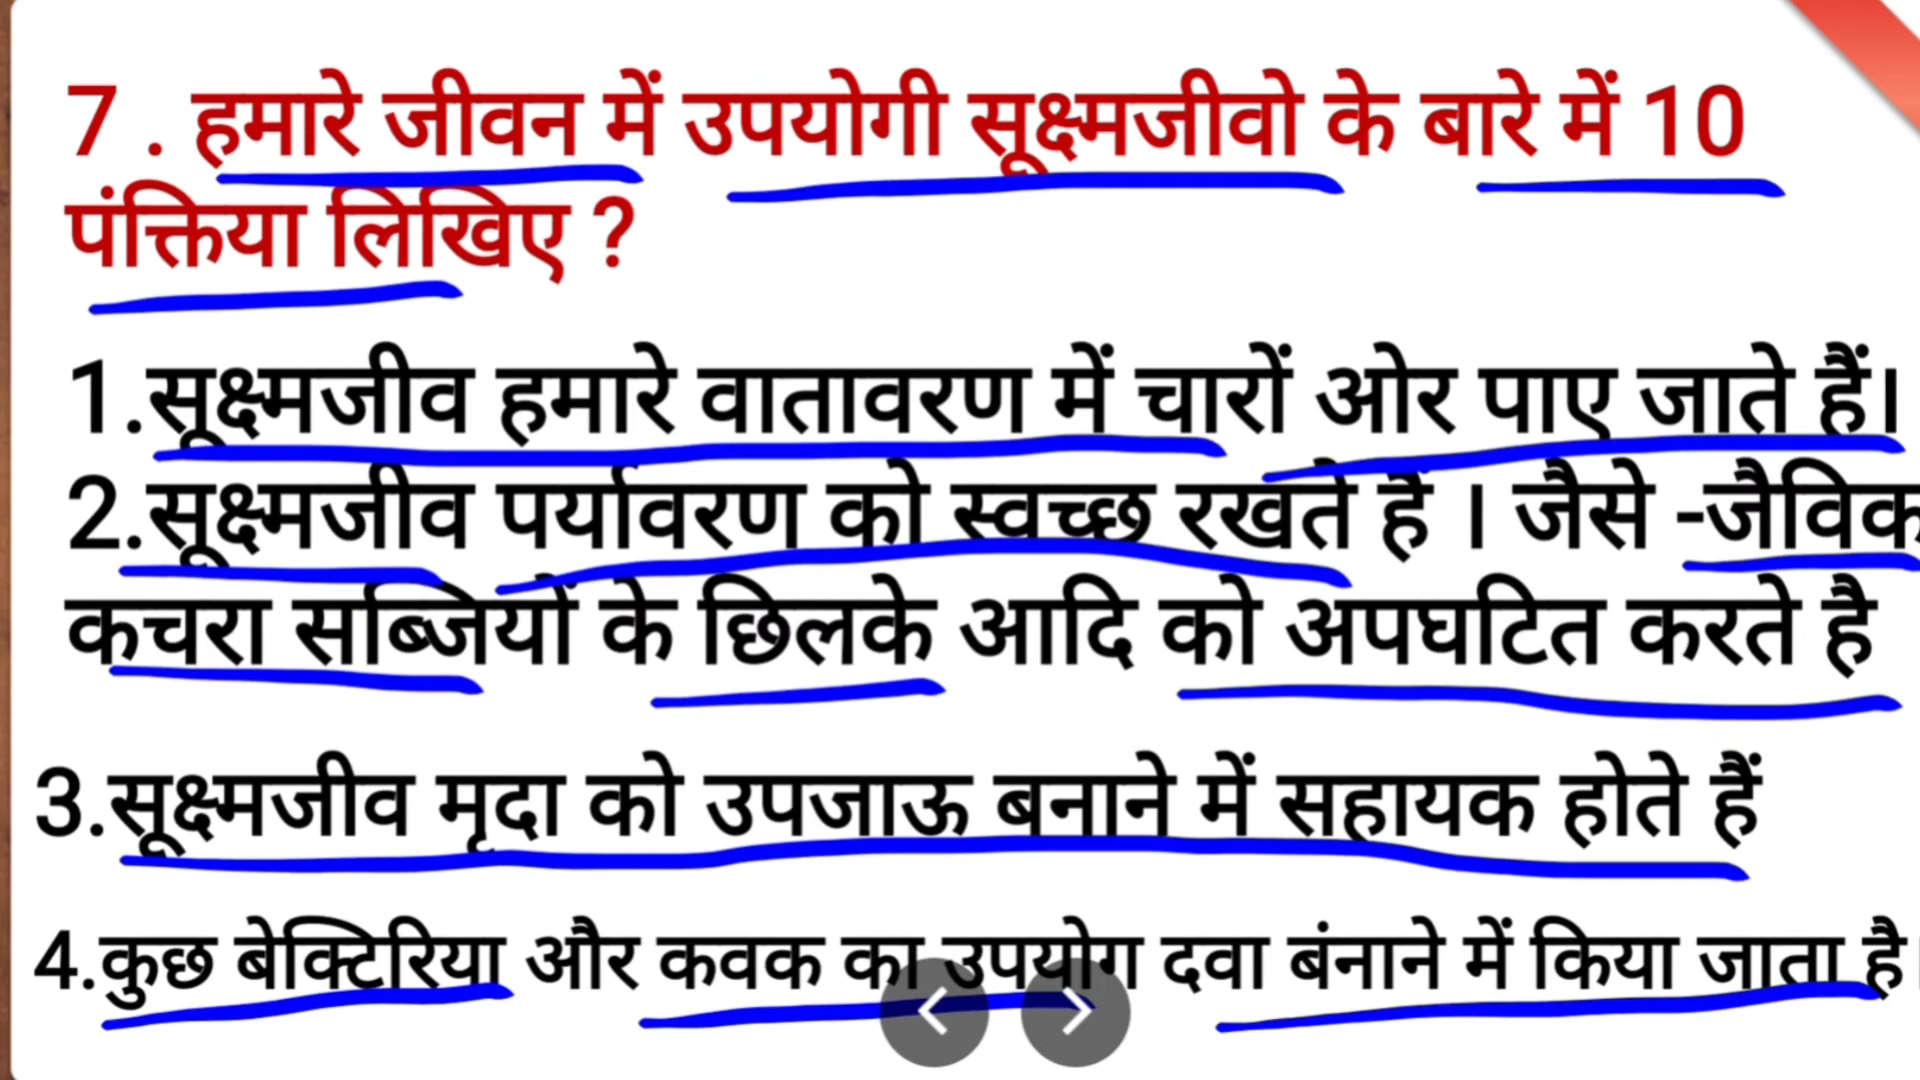 7 . हमारे जीवन में उपयोगी सूक्ष्मजीवो के बारे में 10
पंक्तिया लिखिए ?
1.सूक्ष्मजीव हमारे वातावरण में चारों ओर पाए जाते हैं।
2.सूक्ष्मजीव पर्यावरण को स्वच्छ रखते है । जैसे -जैविक
कचरा सब्जियों के छिलके आदि को अपघटित करते है
3.सूक्ष्मजीव मृदा को उपजाऊ बनाने में सहायक होते हैं
4.कुछ बेक्टिरिया और कवक का उपयोग दवा बंनाने में किया जाता है।